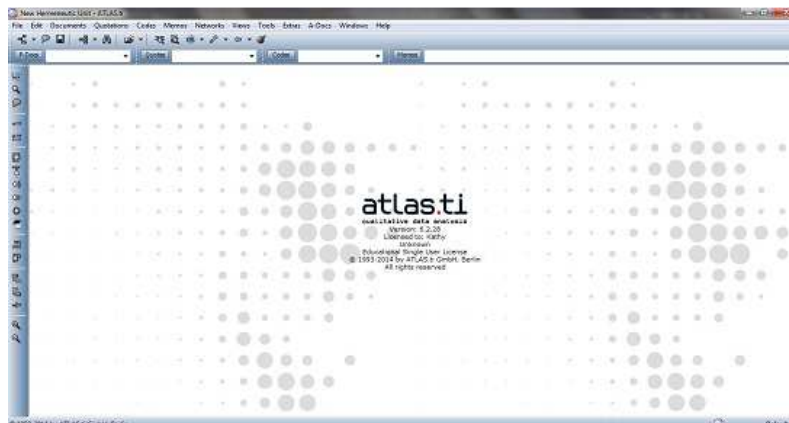 New Hermeneutic Unit - ATLAS.ti
File Edit Documents Quotations Codes Memos Networks Views Tools Extras A-Docs Windows Help
P-Docs Quotes Codes Memos
atlas.ti
qualitative data analysis
Version: 6.2.28
Licensed to: Kathy
Unknown
Educational Single User License
© 1993-2014 by ATLAS.ti GmbH, Berlin
All rights reserved